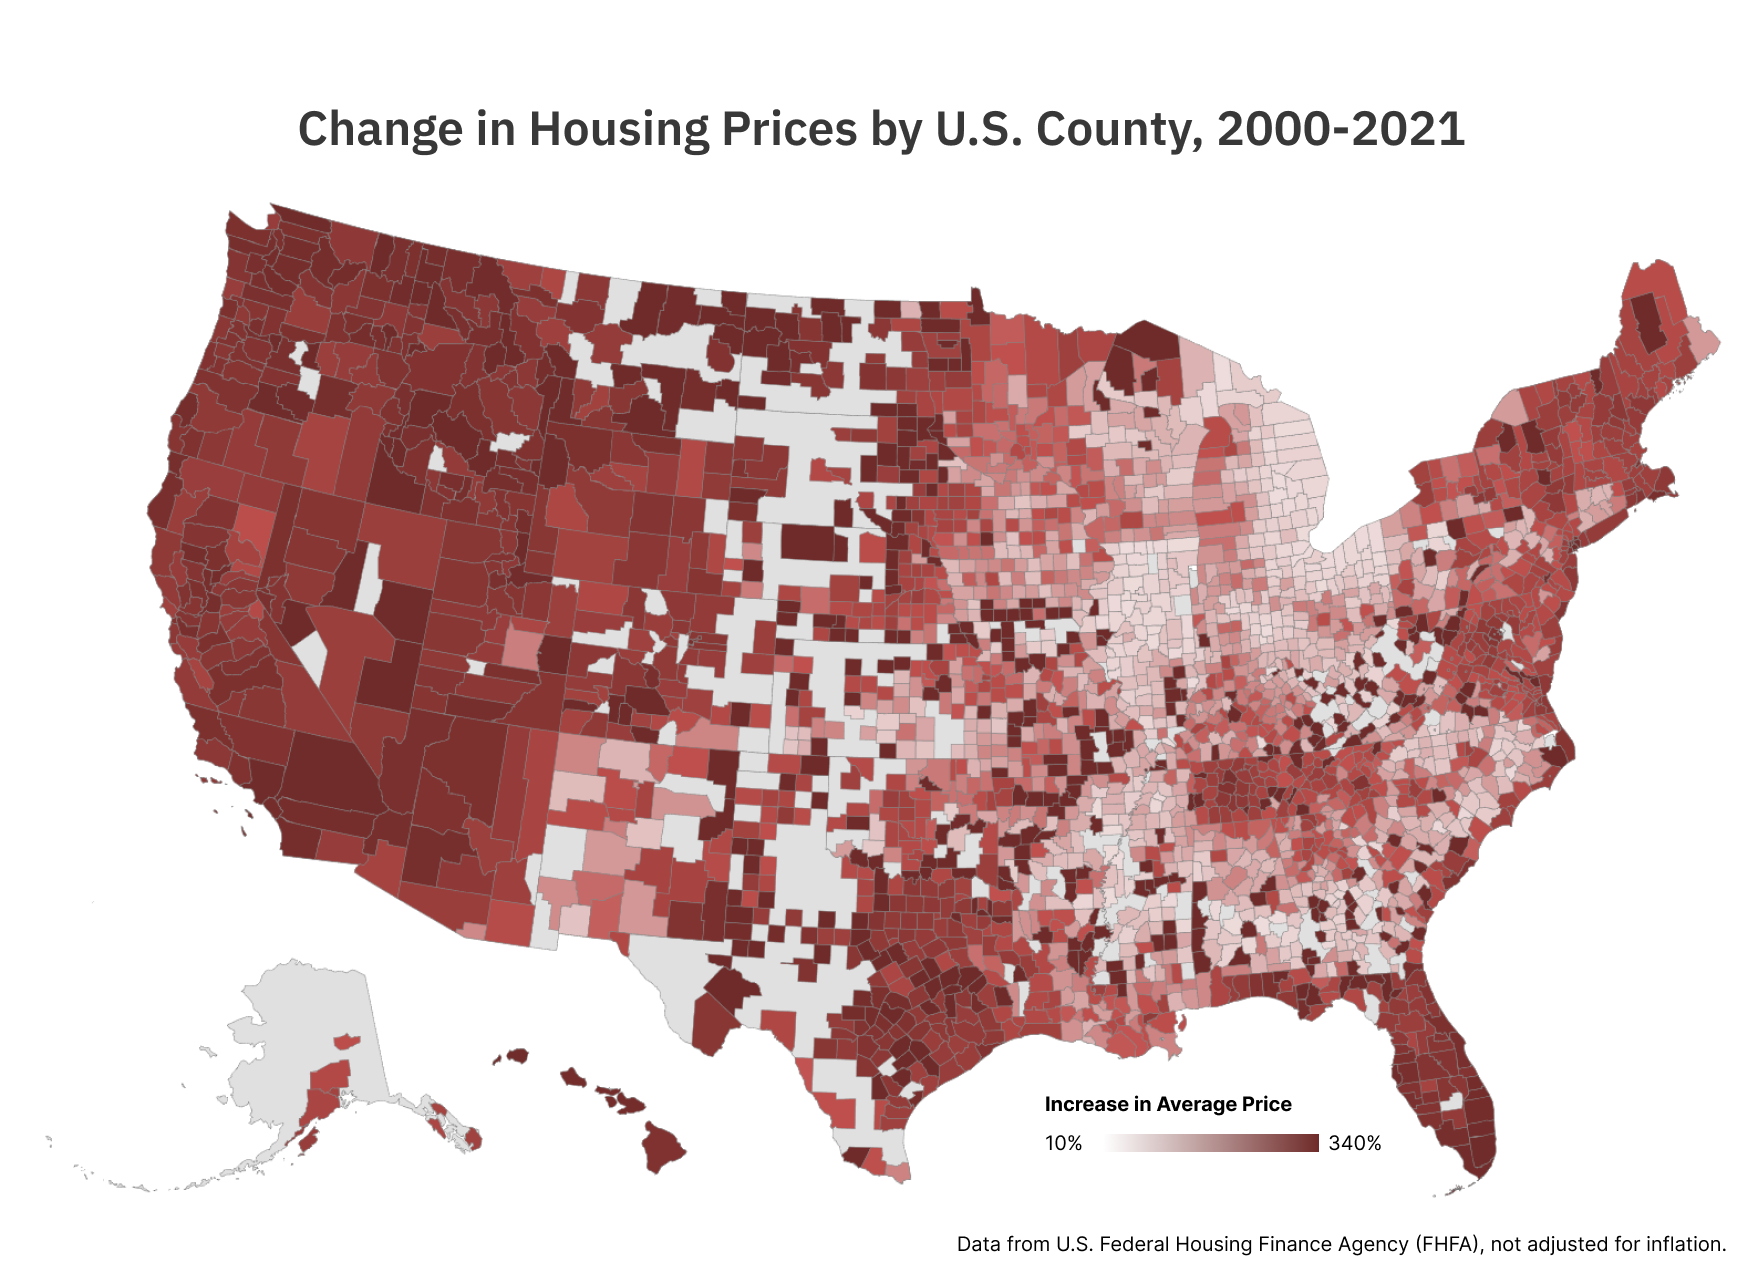 Change in Housing Prices by U.S. County, 2000-2021
Increase in Average Price
10% 340%
Data from U.S. Federal Housing Finance Agency (FHFA), not adjusted for inflation.